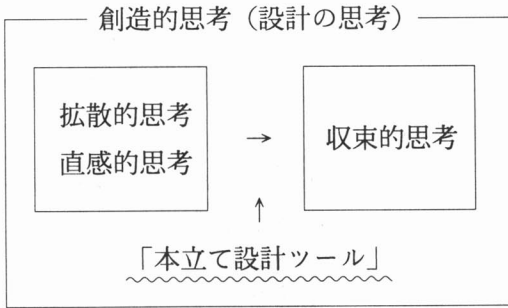 創造的思考（設計の思考）
拡散的思考
直感的思考
→
収束的思考
↑
「本立て設計ツール」